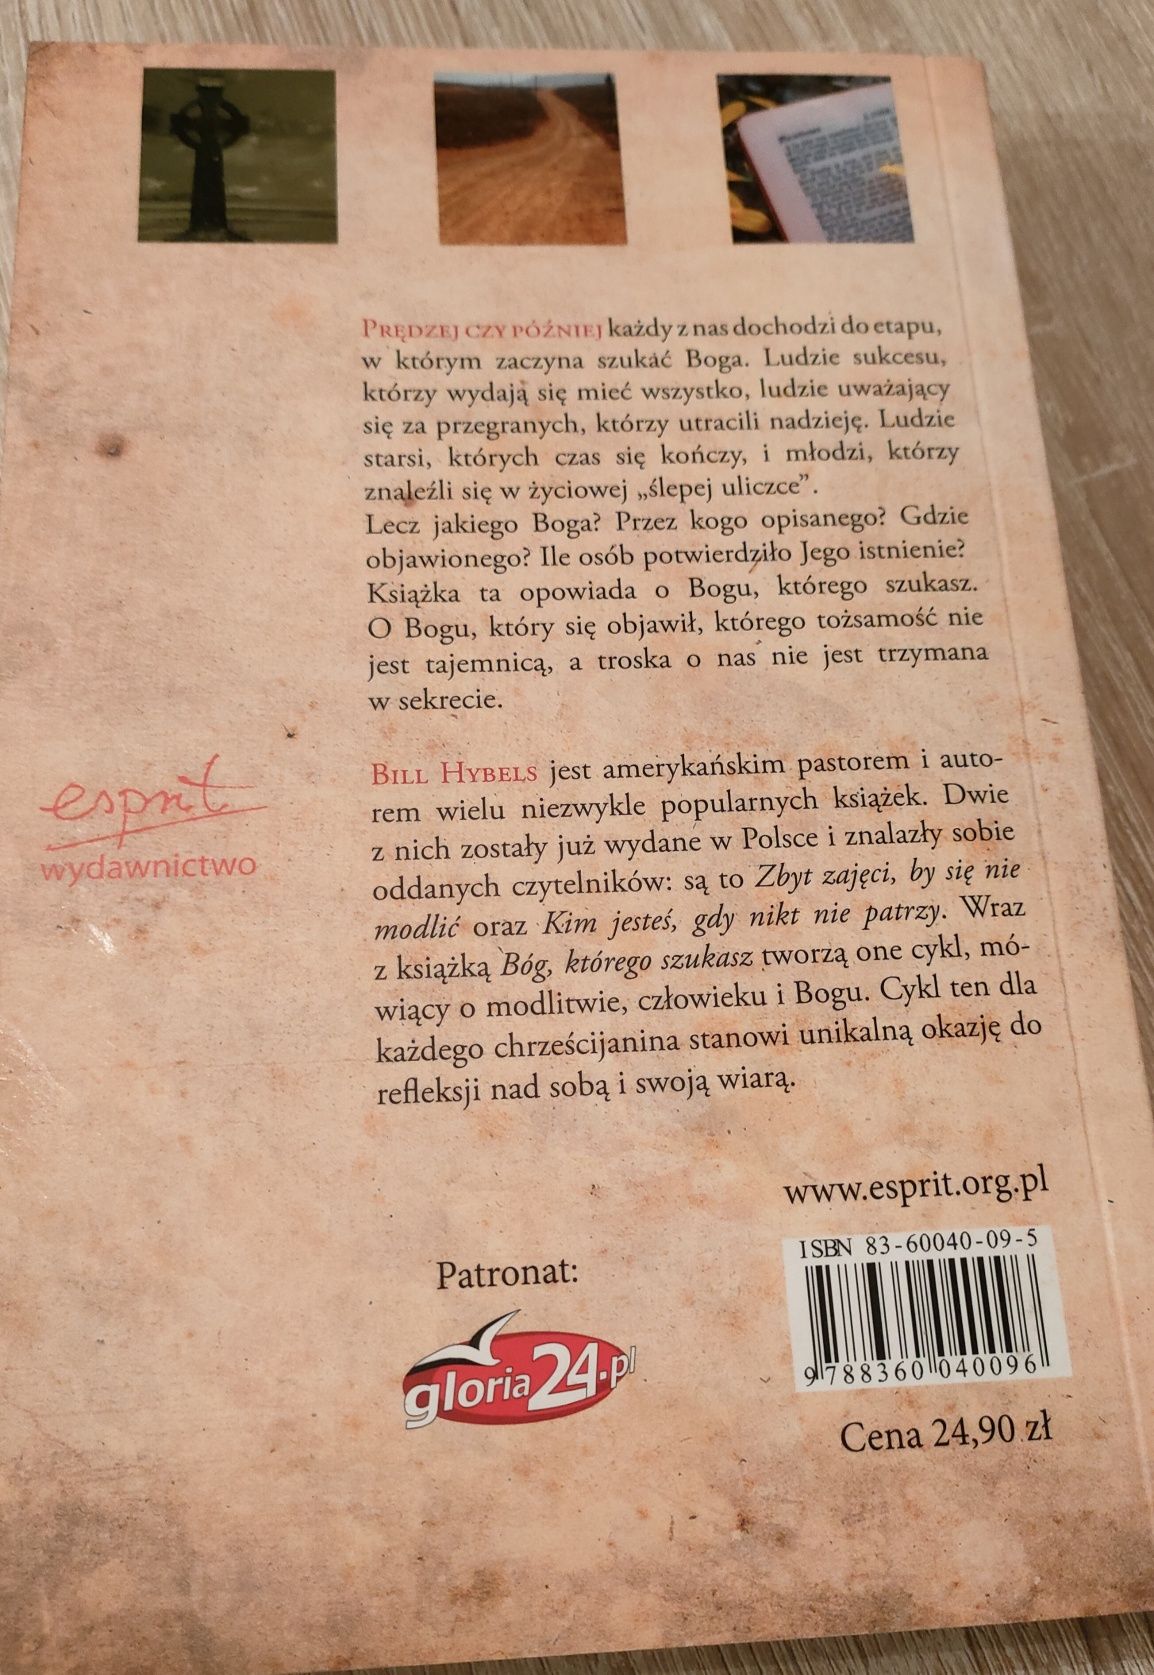 PRĘDZEJ CZY PÓŹNIEJ każdy z nas dochodzi do etapu,
w którym zaczyna szukać Boga. Ludzie sukcesu,
którzy wydają się mieć wszystko, ludzie uważający
się za przegranych, którzy utracili nadzieję. Ludzie
starsi, których czas się kończy, i młodzi, którzy
znaleźli się w życiowej „ślepej uliczce”.
Lecz jakiego Boga? Przez kogo opisanego? Gdzie
objawionego? Ile osób potwierdziło Jego istnienie?
Książka ta opowiada o Bogu, którego szukasz.
O Bogu, który się objawił, którego tożsamość nie
jest tajemnicą, a troska o nas nie jest trzymana
w sekrecie.
BILL HYBELS jest amerykańskim pastorem i auto-
rem wielu niezwykle popularnych książek. Dwie
z nich zostały już wydane w Polsce i znalazły sobie
oddanych czytelników: są to Zbyt zajęci, by się nie
modlić oraz Kim jesteś, gdy nikt nie patrzy. Wraz
z książką Bóg, którego szukasz tworzą one cykl, mó-
wiący o modlitwie, człowieku i Bogu. Cykl ten dla
każdego chrześcijanina stanowi unikalną okazję do
refleksji nad sobą i swoją wiarą.
esprit
wydawnictwo
www.esprit.org.pl
ISBN 83-60040-09-5
9788360040096
Cena 24,90 zł
Patronat:
gloria24.pl